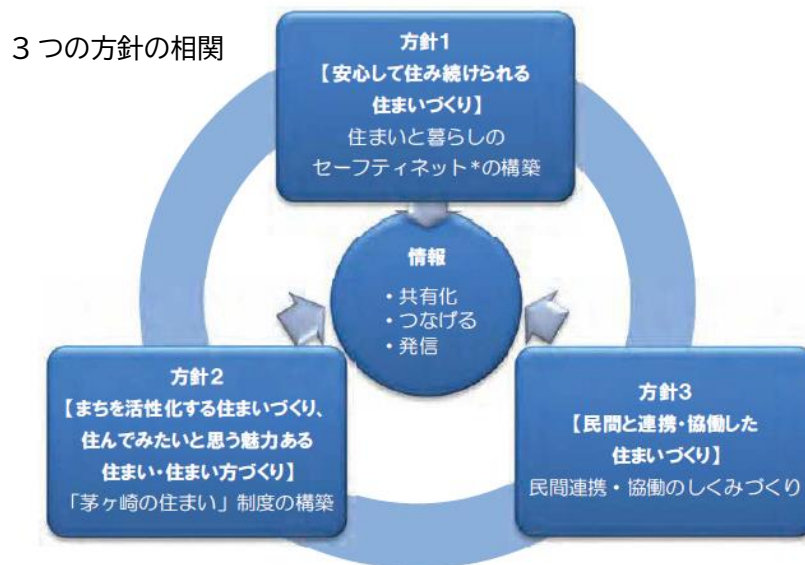 3つの方針の相関
方針1
【安心して住み続けられる
住まいづくり】
住まいと暮らしの
セーフティネット*の構築
情報
・共有化
・つなげる
・発信
方針2
【まちを活性化する住まいづくり、
住んでみたいと思う魅力ある
住まい・住まい方づくり】
「茅ヶ崎の住まい」制度の構築
方針3
【民間と連携・協働した
住まいづくり】
民間連携・協働のしくみづくり